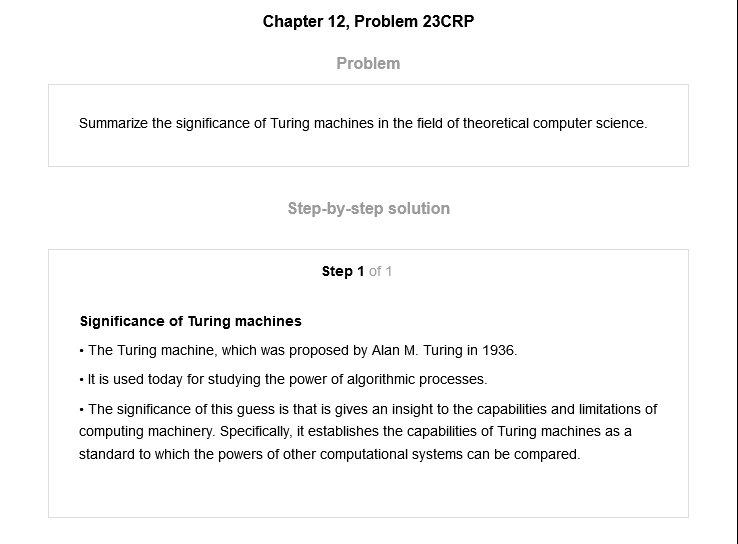 Chapter 12, Problem 23CRP
Problem
Summarize the significance of Turing machines in the field of theoretical computer science.
Step-by-step solution
Step 1 of 1
Significance of Turing machines
• The Turing machine, which was proposed by Alan M. Turing in 1936.
• It is used today for studying the power of algorithmic processes.
• The significance of this guess is that is gives an insight to the capabilities and limitations of
computing machinery. Specifically, it establishes the capabilities of Turing machines as a
standard to which the powers of other computational systems can be compared.